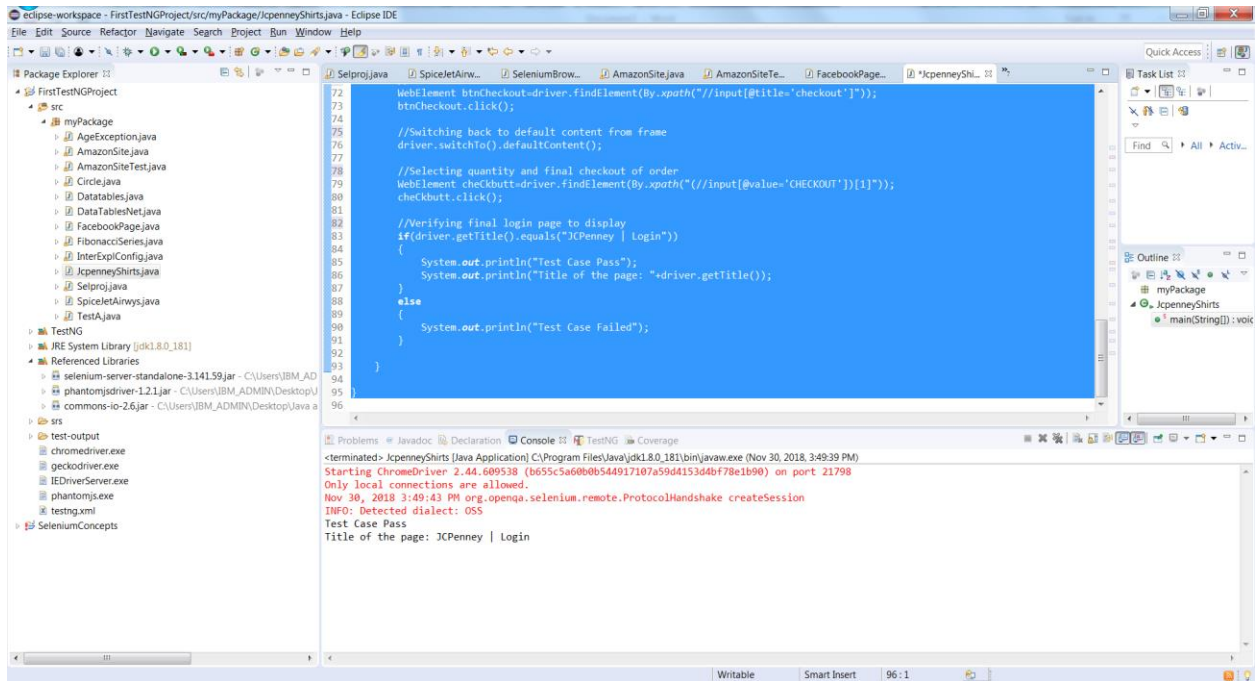 eclipse-workspace - FirstTestNGProject/src/myPackage/JcpenneyShirts.java - Eclipse IDE
File Edit Source Refactor Navigate Search Project Run Window Help
Quick Access
Package Explorer
FirstTestNGProject
src
myPackage
AgeException.java
AmazonSite.java
AmazonSiteTest.java
Circle.java
Datatables.java
DataTablesNet.java
FacebookPage.java
FibonacciSeries.java
InterExplConfig.java
JcpenneyShirts.java
Selproj.java
SpiceJetAirwys.java
TestA.java
TestNG
JRE System Library [jdk1.8.0_181]
Referenced Libraries
selenium-server-standalone-3.141.59.jar - C:\Users\IBM_AD
phantomjsdriver-1.2.1.jar - C:\Users\IBM_ADMIN\Desktop\J
commons-io-2.6.jar - C:\Users\IBM_ADMIN\Desktop\Java a
srs
test-output
chromedriver.exe
geckodriver.exe
IEDriverServer.exe
phantomjs.exe
testng.xml
SeleniumConcepts
Selproj.java SpiceJetAirw... SeleniumBrow... AmazonSite.java AmazonSiteTe... FacebookPage... *JcpenneyShi...
72 WebElement btnCheckout=driver.findElement(By.xpath("//input[@title='checkout']"));
73 btnCheckout.click();
74
75 //Switching back to default content from frame
76 driver.switchTo().defaultContent();
77
78 //Selecting quantity and final checkout of order
79 WebElement cheCkbutt=driver.findElement(By.xpath("(//input[@value='CHECKOUT'])[1]"));
80 cheCkbutt.click();
81
82 //Verifying final login page to display
83 if(driver.getTitle().equals("JCPenney | Login"))
84 {
85 System.out.println("Test Case Pass");
86 System.out.println("Title of the page: "+driver.getTitle());
87 }
88 else
89 {
90 System.out.println("Test Case Failed");
91 }
92
93 }
94
95 }
96
Task List
Find All Activ...
Outline
myPackage
JcpenneyShirts
main(String[]) : voic
Problems Javadoc Declaration Console TestNG Coverage
<terminated> JcpenneyShirts [Java Application] C:\Program Files\Java\jdk1.8.0_181\bin\javaw.exe (Nov 30, 2018, 3:49:39 PM)
Starting ChromeDriver 2.44.609538 (b655c5a60b0b544917107a59d4153d4bf78e1b90) on port 21798
Only local connections are allowed.
Nov 30, 2018 3:49:43 PM org.openqa.selenium.remote.ProtocolHandshake createSession
INFO: Detected dialect: OSS
Test Case Pass
Title of the page: JCPenney | Login
Writable Smart Insert 96 : 1